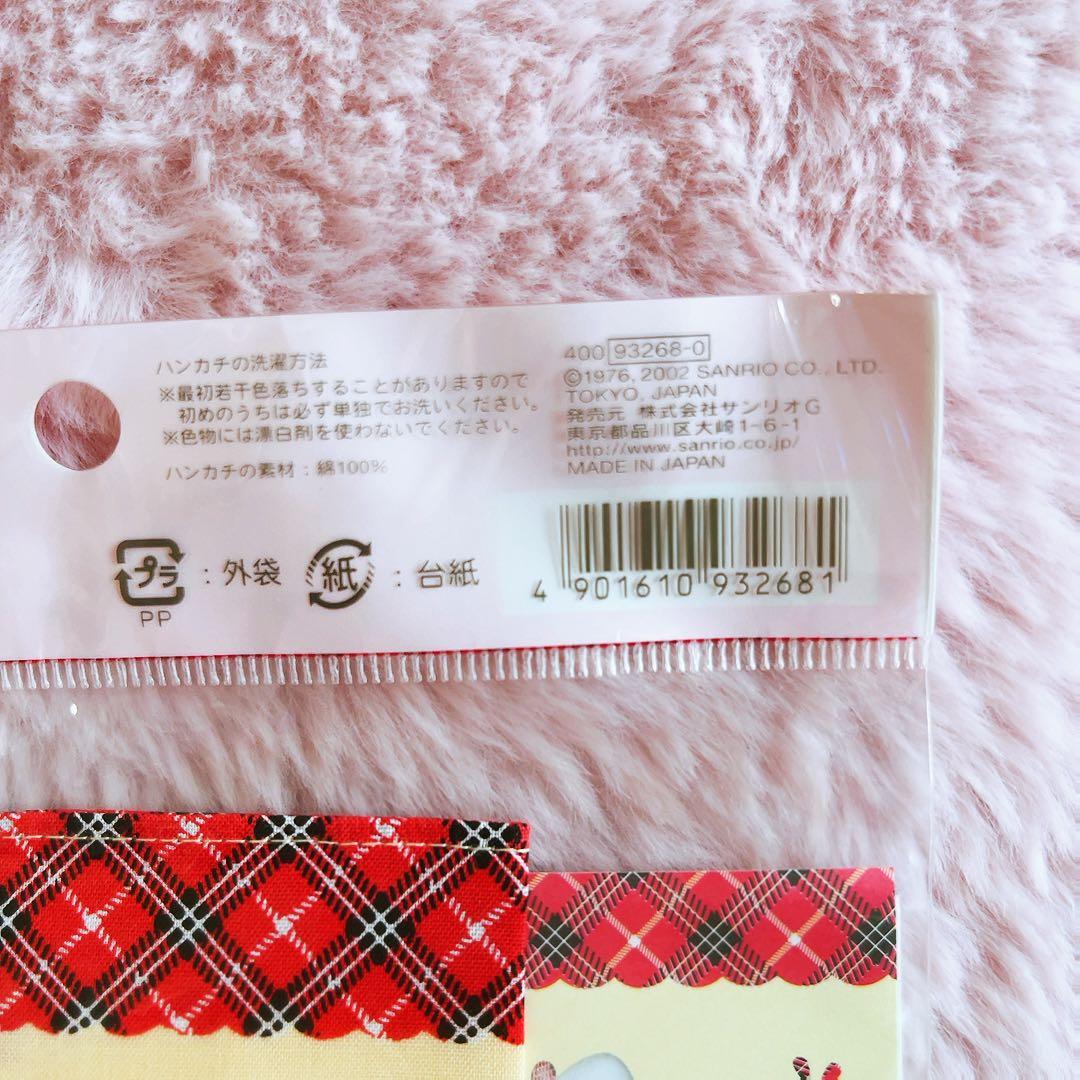 ハンカチの洗濯方法
※最初若干色落ちすることがありますので
初めのうちは必ず単独でお洗いください。
※色物には漂白剤を使わないでください。
ハンカチの素材：綿100%
プラ：外袋 紙：台紙
PP
400 93268-0
©1976, 2002 SANRIO CO., LTD.
TOKYO, JAPAN
発売元 株式会社サンリオG
東京都品川区大崎1-6-1
http://www.sanrio.co.jp/
MADE IN JAPAN
4 901610 932681